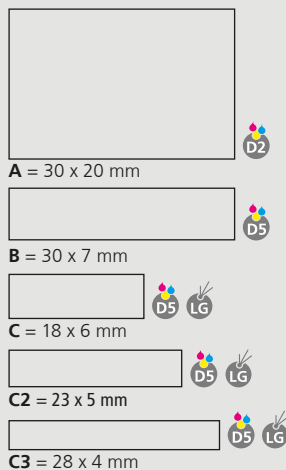 D2
A = 30 x 20 mm
D5
B = 30 x 7 mm
D5 LG
C = 18 x 6 mm
D5 LG
C2 = 23 x 5 mm
D5 LG
C3 = 28 x 4 mm